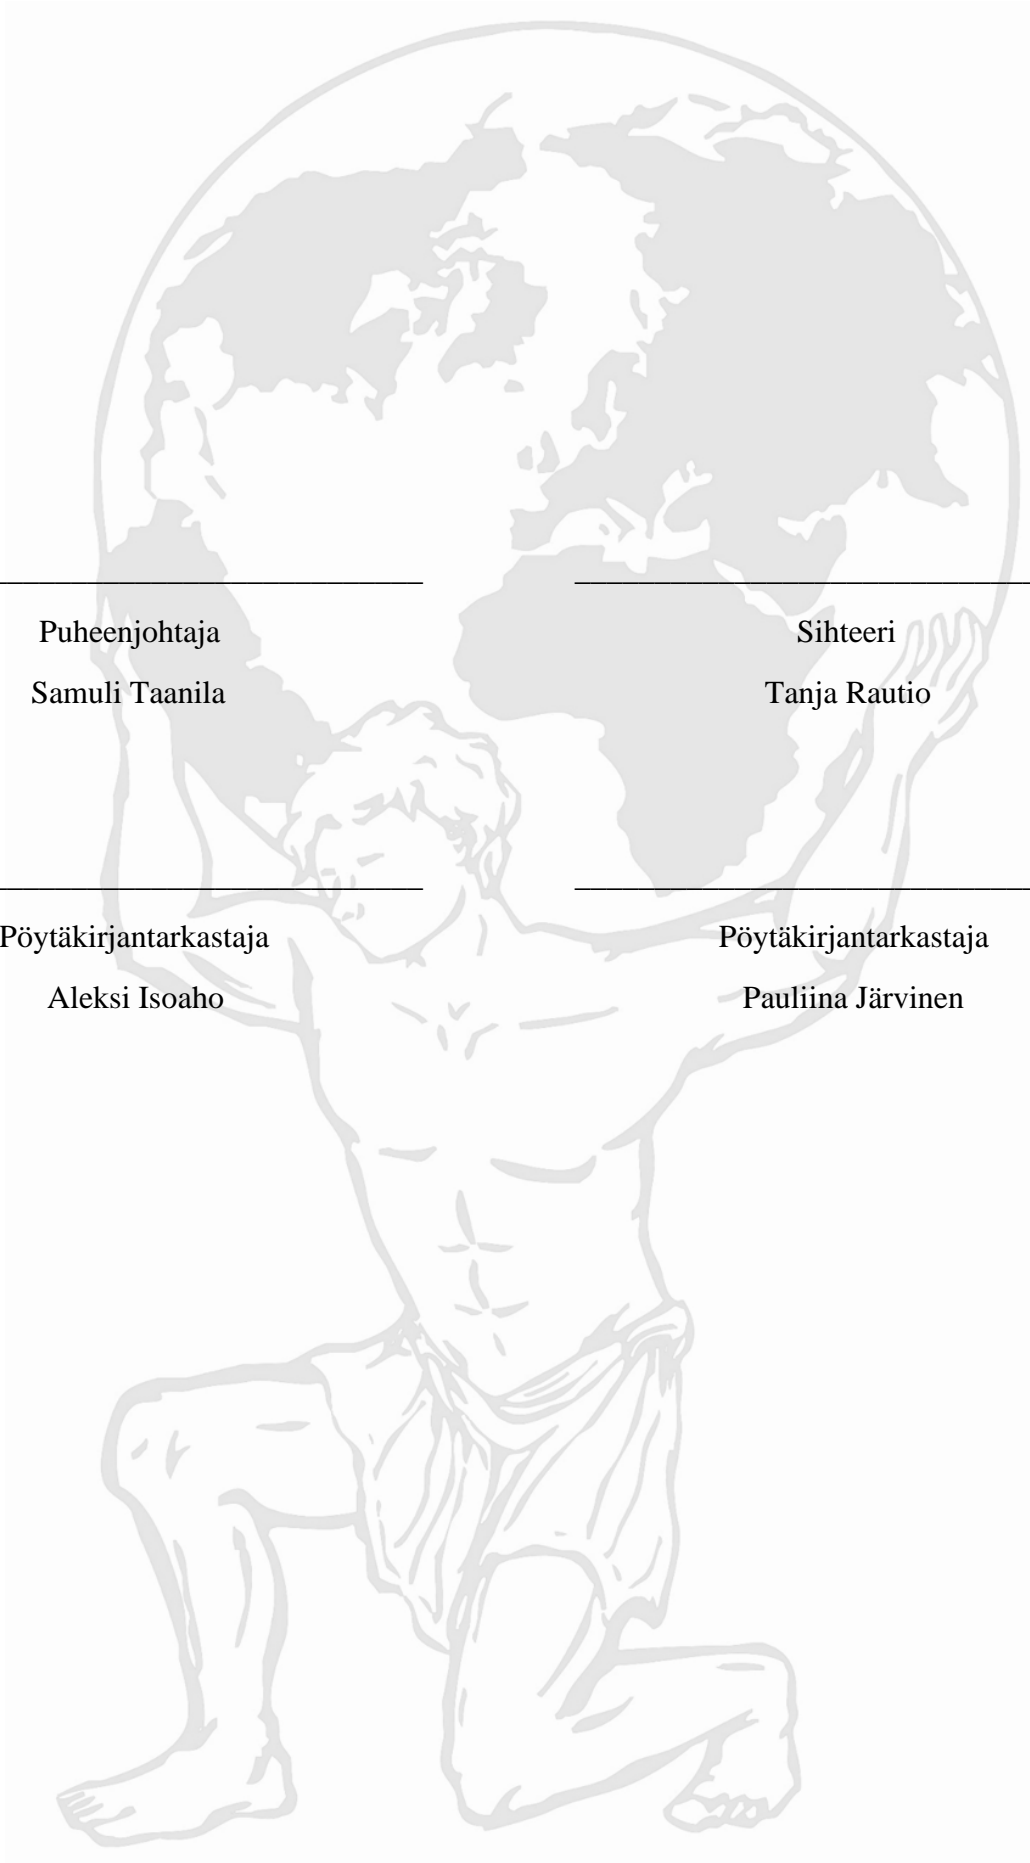 Puheenjohtaja
Sihteeri
Samuli Taanila
Tanja Rautio
Pöytäkirjantarkastaja
Pöytäkirjantarkastaja
Aleksi Isoaho
Pauliina Järvinen